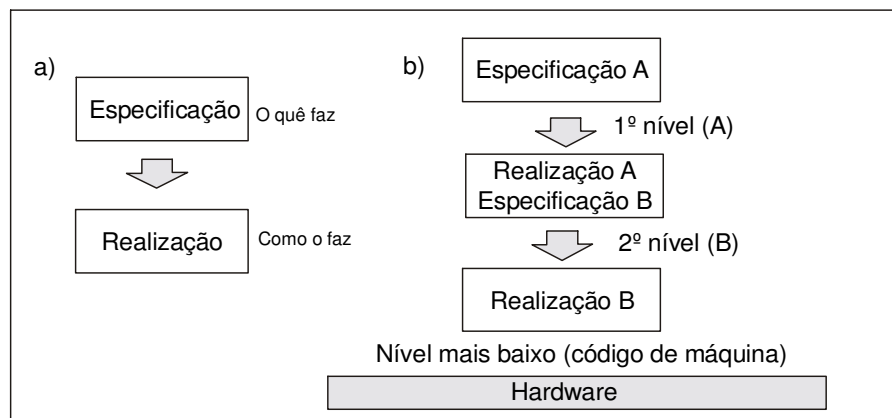 a)
Especificação
O quê faz
Realização
Como o faz
b)
Especificação A
1º nível (A)
Realização A
Especificação B
2º nível (B)
Realização B
Nível mais baixo (código de máquina)
Hardware